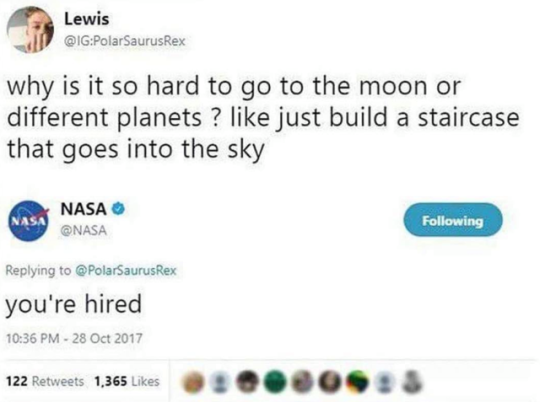 Lewis
@IG:PolarSaurusRex
why is it so hard to go to the moon or
different planets ? like just build a staircase
that goes into the sky
NASA
NASA
@NASA
Following
Replying to @PolarSaurusRex
you're hired
10:36 PM - 28 Oct 2017
122 Retweets 1,365 Likes